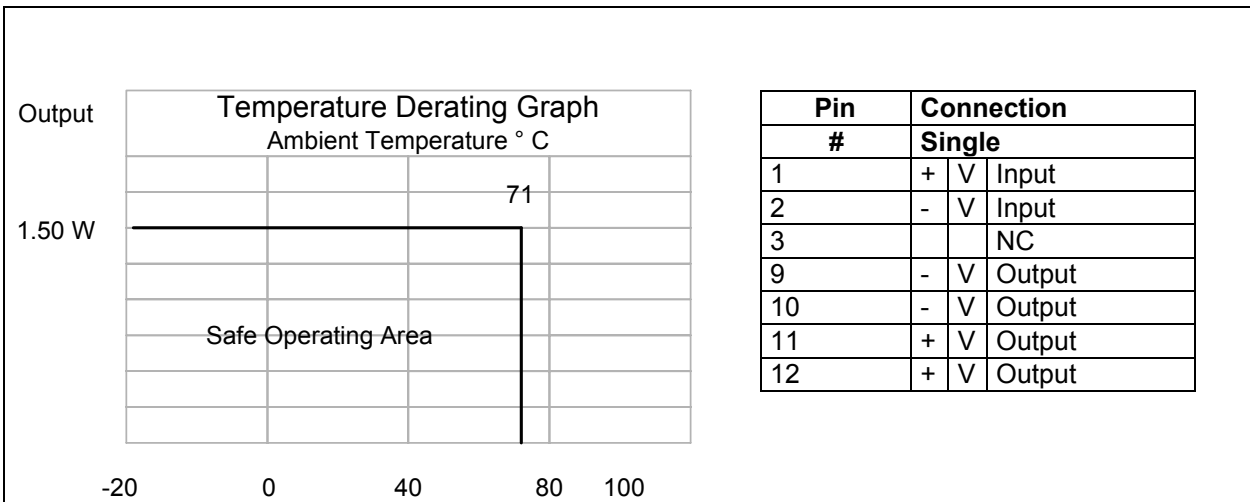 Temperature Derating Graph
Ambient Temperature ° C
Output
71
1.50 W
Safe Operating Area
-20 0 40 80 100
Pin Connection
# Single
1 + V Input
2 - V Input
3 NC
9 - V Output
10 - V Output
11 + V Output
12 + V Output